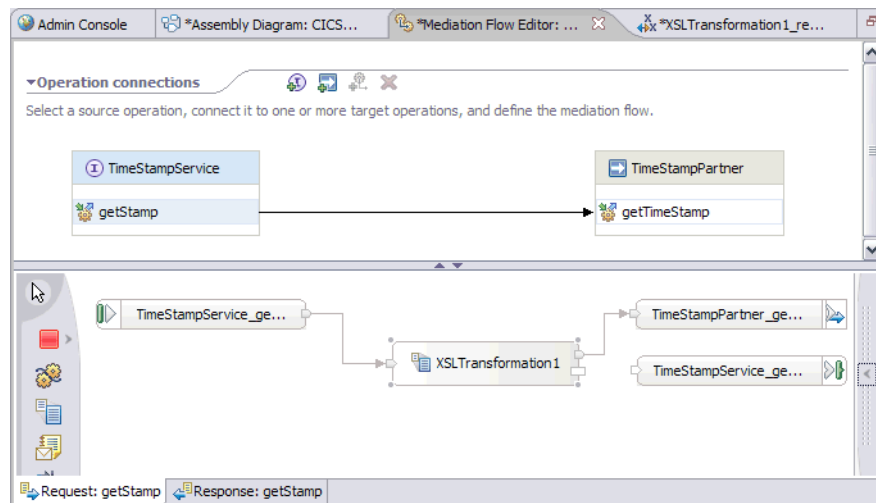 Admin Console
*Assembly Diagram: CICS...
*Mediation Flow Editor: ...
*XSLTransformation1_re...
Operation connections
Select a source operation, connect it to one or more target operations, and define the mediation flow.
TimeStampService
TimeStampPartner
getStamp
getTimeStamp
TimeStampService_ge...
TimeStampPartner_ge...
XSLTransformation1
TimeStampService_ge...
Request: getStamp
Response: getStamp